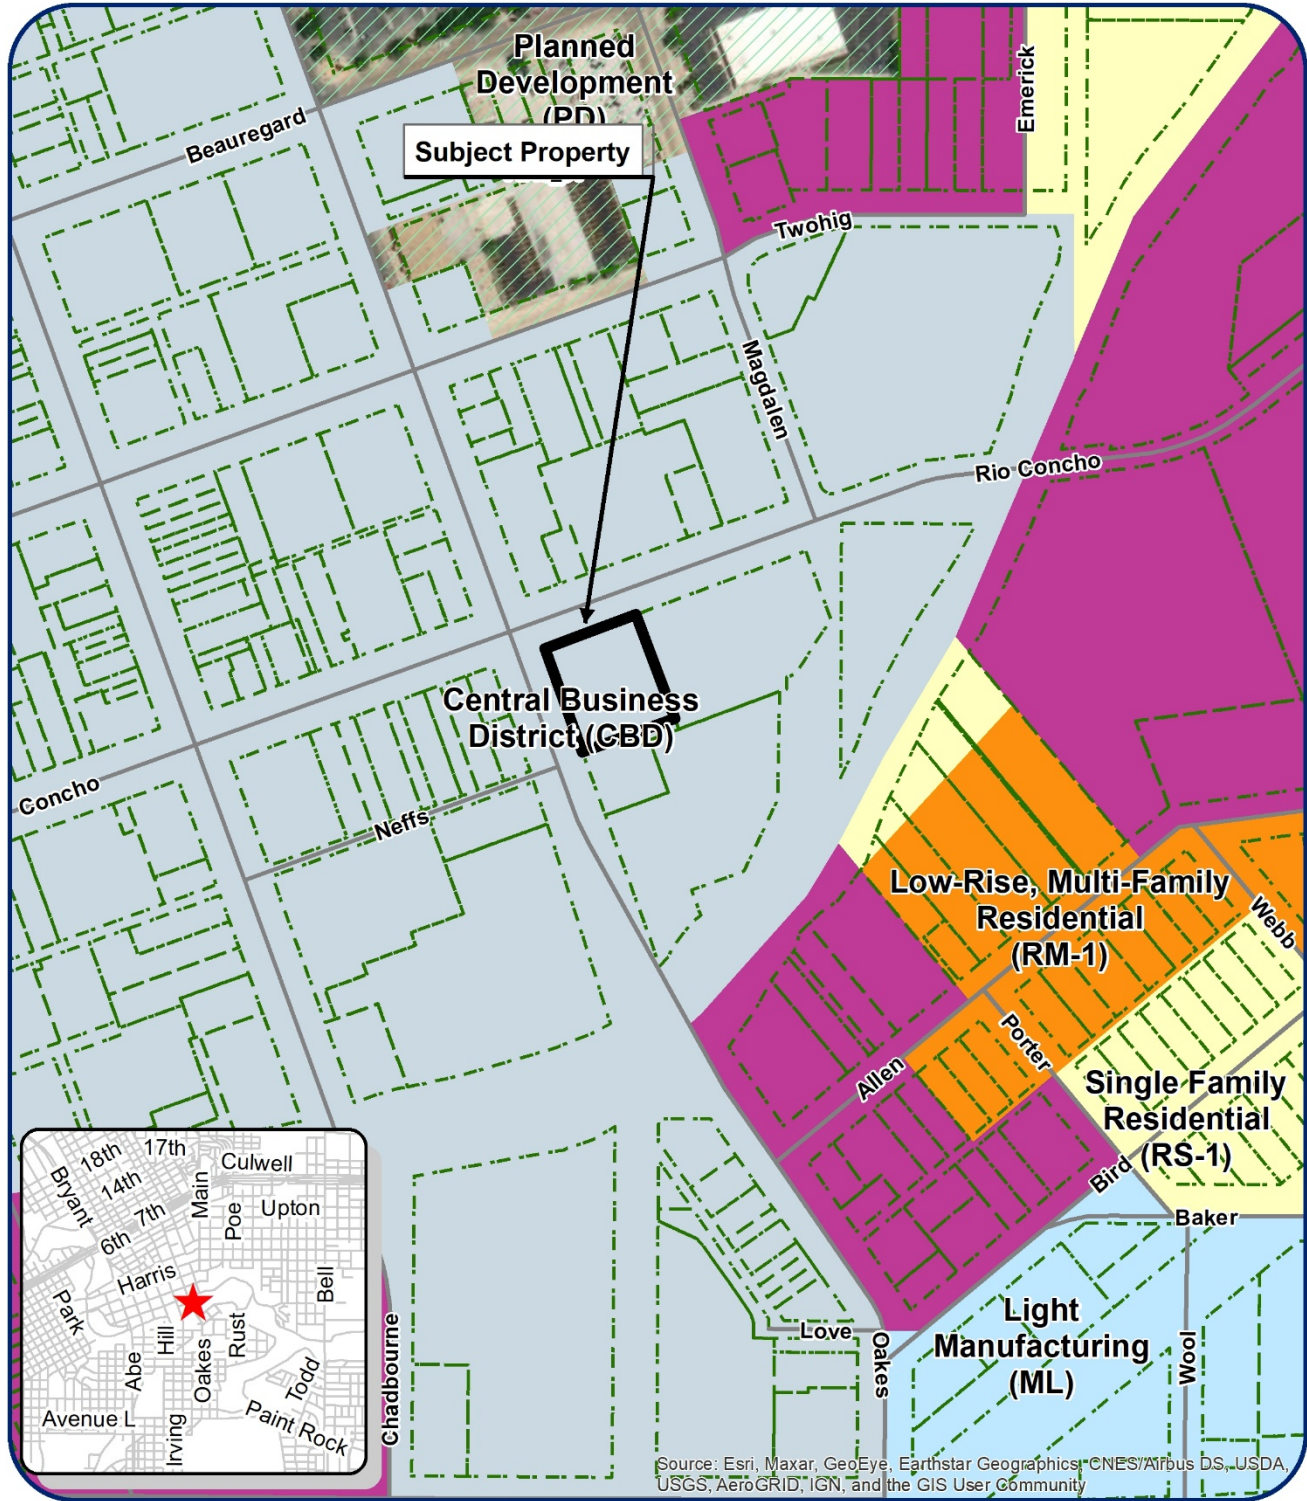 Planned
Development
(PD)
Subject Property
Beauregard
Emerick
Twohig
Magdalen
Rio Concho
Central Business
District (CBD)
Concho
Neffs
Low-Rise, Multi-Family
Residential
(RM-1)
Webb
Porter
Allen
Single Family
Residential
(RS-1)
Bird
Baker
Light
Manufacturing
(ML)
Wool
Love
Oakes
Chadbourne
18th
17th
Culwell
Bryant
14th
Main
7th
Poe
Upton
6th
Harris
Bell
Park
Hill
Rust
Abe
Oakes
Todd
Avenue L
Irving
Paint Rock
Source: Esri, Maxar, GeoEye, Earthstar Geographics, CNES/Airbus DS, USDA,
USGS, AeroGRID, IGN, and the GIS User Community